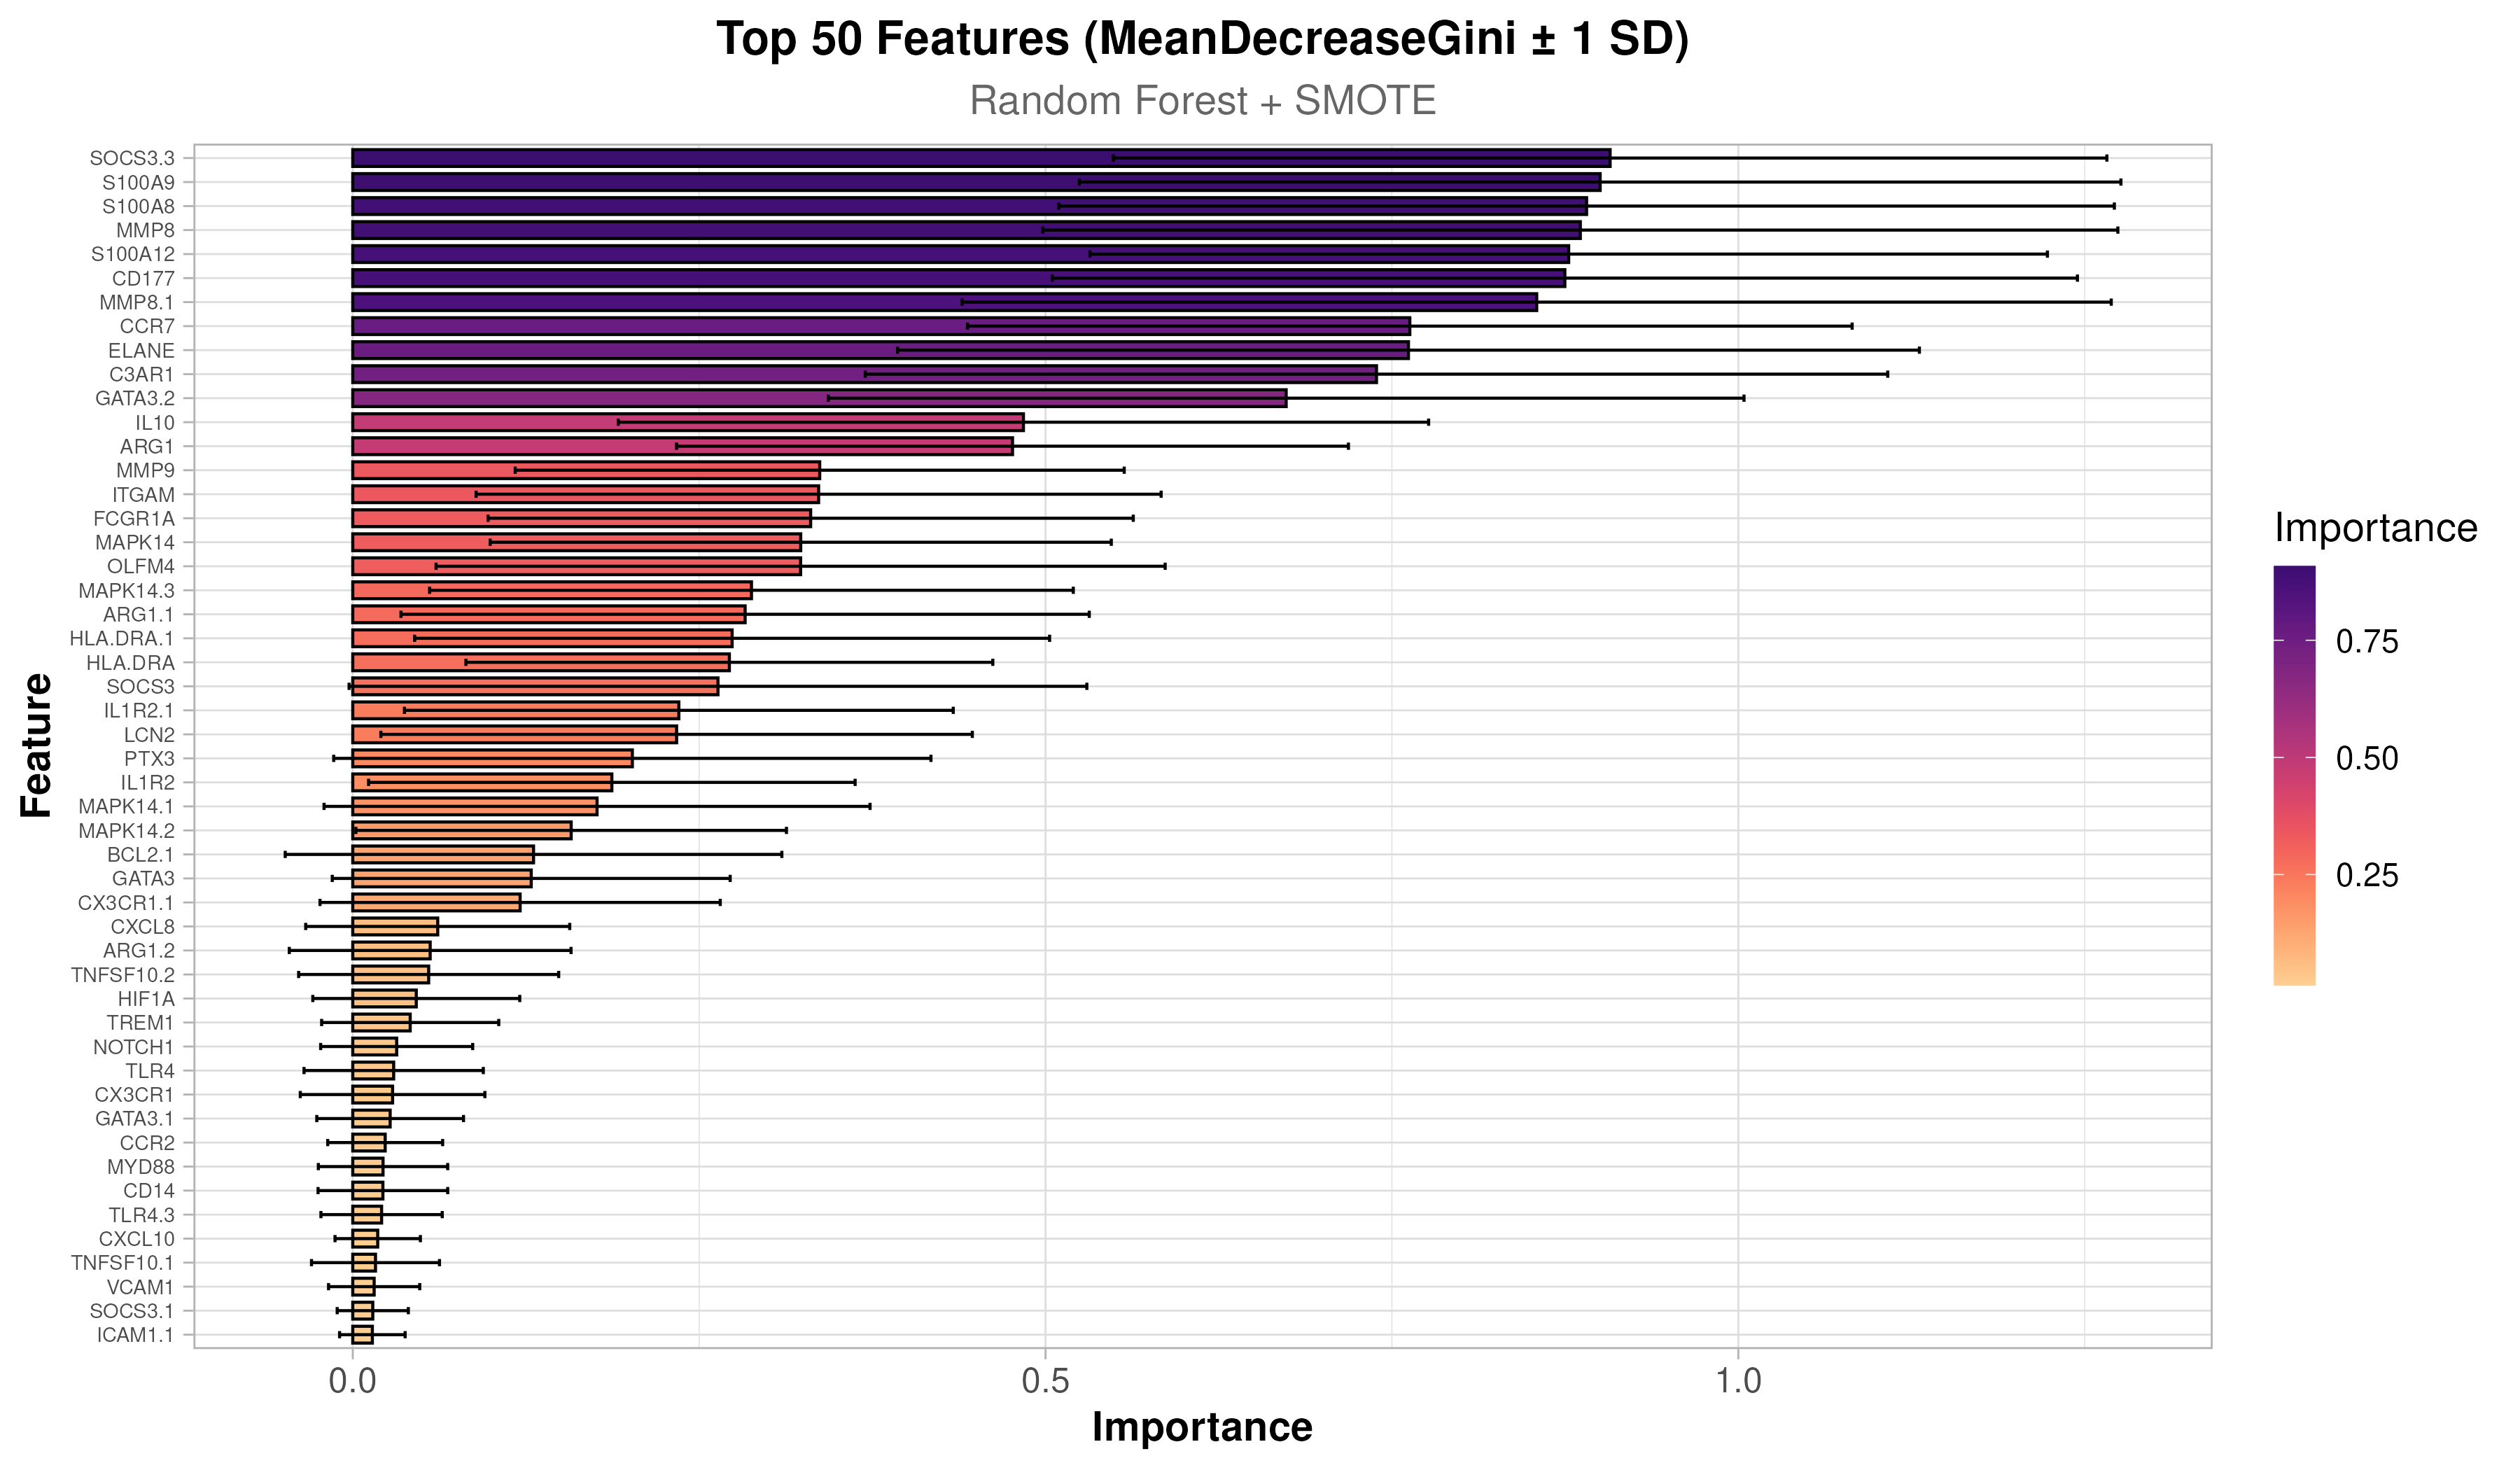 Top 50 Features (MeanDecreaseGini ± 1 SD)
Random Forest + SMOTE
Feature
SOCS3.3
S100A9
S100A8
MMP8
S100A12
CD177
MMP8.1
CCR7
ELANE
C3AR1
GATA3.2
IL10
ARG1
MMP9
ITGAM
FCGR1A
MAPK14
OLFM4
MAPK14.3
ARG1.1
HLA.DRA.1
HLA.DRA
SOCS3
IL1R2.1
LCN2
PTX3
IL1R2
MAPK14.1
MAPK14.2
BCL2.1
GATA3
CX3CR1.1
CXCL8
ARG1.2
TNFSF10.2
HIF1A
TREM1
NOTCH1
TLR4
CX3CR1
GATA3.1
CCR2
MYD88
CD14
TLR4.3
CXCL10
TNFSF10.1
VCAM1
SOCS3.1
ICAM1.1
0.0 0.5 1.0
Importance
Importance
0.75
0.50
0.25